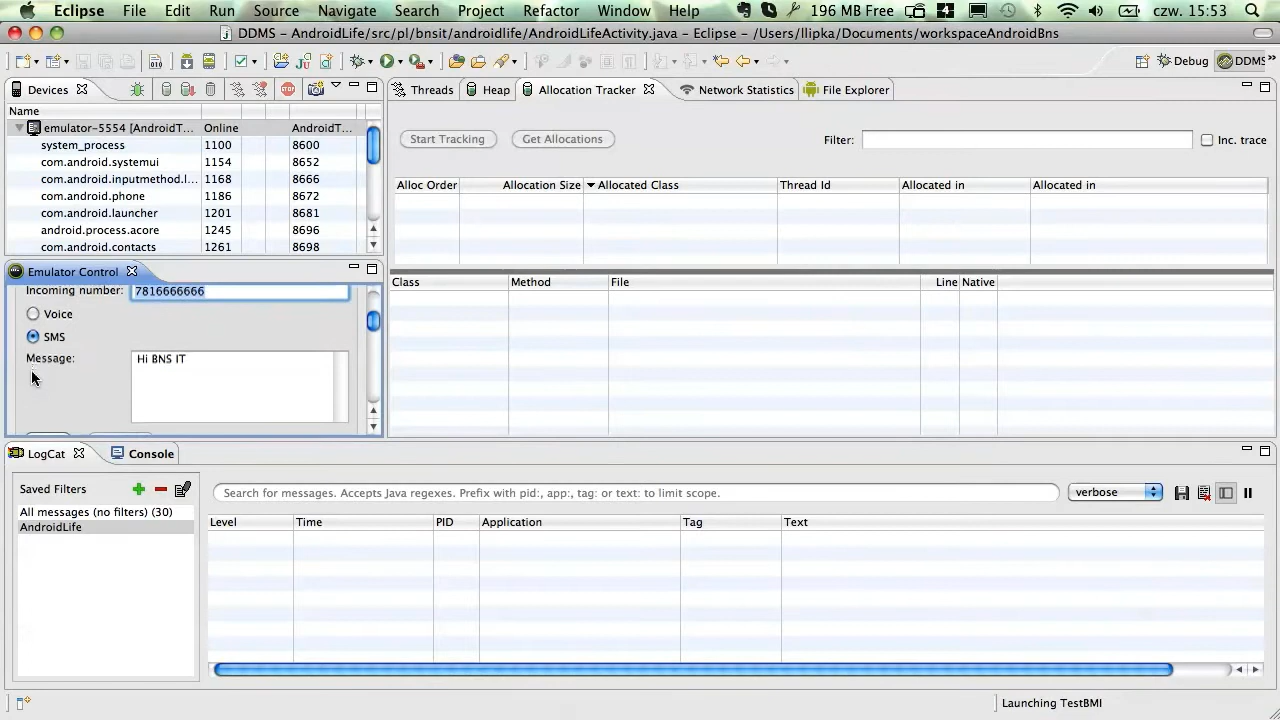 Eclipse File Edit Run Source Navigate Search Project Refactor Window Help 196 MB Free czw. 15:53
DDMS - AndroidLife/src/pl/bnsit/androidlife/AndroidLifeActivity.java - Eclipse - /Users/llipka/Documents/workspaceAndroidBns
Debug DDMS »
Devices
Name
emulator-5554 [AndroidT... Online AndroidT...
system_process 1100 8600
com.android.systemui 1154 8652
com.android.inputmethod.l... 1168 8666
com.android.phone 1186 8672
com.android.launcher 1201 8681
android.process.acore 1245 8696
com.android.contacts 1261 8698
Threads Heap Allocation Tracker Network Statistics File Explorer
Start Tracking Get Allocations Filter: Inc. trace
Alloc Order Allocation Size Allocated Class Thread Id Allocated in Allocated in
Class Method File Line Native
Emulator Control
Incoming number: 7816666666
Voice
SMS
Message: Hi BNS IT
LogCat Console
Saved Filters
All messages (no filters) (30)
AndroidLife
Search for messages. Accepts Java regexes. Prefix with pid:, app:, tag: or text: to limit scope. verbose
Level Time PID Application Tag Text
Launching TestBMI